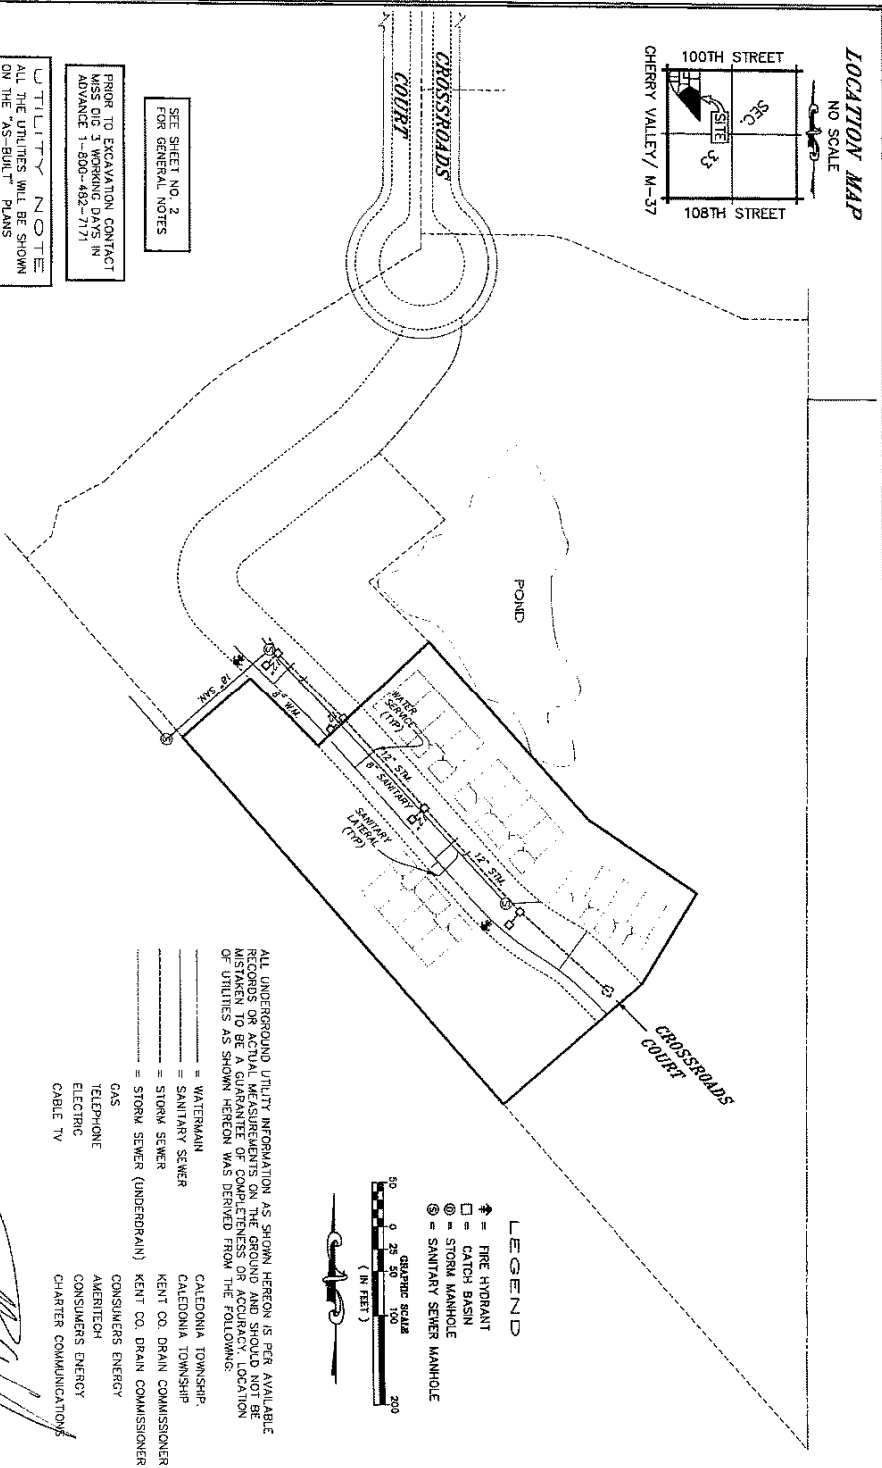 LOCATION MAP
NO SCALE
100TH STREET
SEC. 33
SITE
108TH STREET
CHERRY VALLEY/ M-37
CROSSROADS
COURT
SEE SHEET NO. 2
FOR GENERAL NOTES
PRIOR TO EXCAVATION CONTACT
MISS DIG 3 WORKING DAYS IN
ADVANCE 1-800-482-7171
UTILITY NOTE
ALL THE UTILITIES WILL BE SHOWN
ON THE "AS-BUILT" PLANS
POND
WATER
SERVICE
(TYP)
12" STM.
8" SANITARY
12"
8" W.M.
18" SAN.
SANITARY
LATERAL
(TYP)
12" STM.
CROSSROADS
COURT
LEGEND
= FIRE HYDRANT
= CATCH BASIN
= STORM MANHOLE
= SANITARY SEWER MANHOLE
GRAPHIC SCALE
50 0 25 50 100 200
( IN FEET )
ALL UNDERGROUND UTILITY INFORMATION AS SHOWN HEREON IS PER AVAILABLE
RECORDS OR ACTUAL MEASUREMENTS ON THE GROUND AND SHOULD NOT BE
MISTAKEN TO BE A GUARANTEE OF COMPLETENESS OR ACCURACY. LOCATION
OF UTILITIES AS SHOWN HEREON WAS DERIVED FROM THE FOLLOWING:
= WATERMAIN CALEDONIA TOWNSHIP.
= SANITARY SEWER CALEDONIA TOWNSHIP
= STORM SEWER KENT CO. DRAIN COMMISSIONER
= STORM SEWER (UNDERDRAIN) KENT CO. DRAIN COMMISSIONER
GAS CONSUMERS ENERGY
TELEPHONE AMERITECH
ELECTRIC CONSUMERS ENERGY
CABLE TV CHARTER COMMUNICATIONS